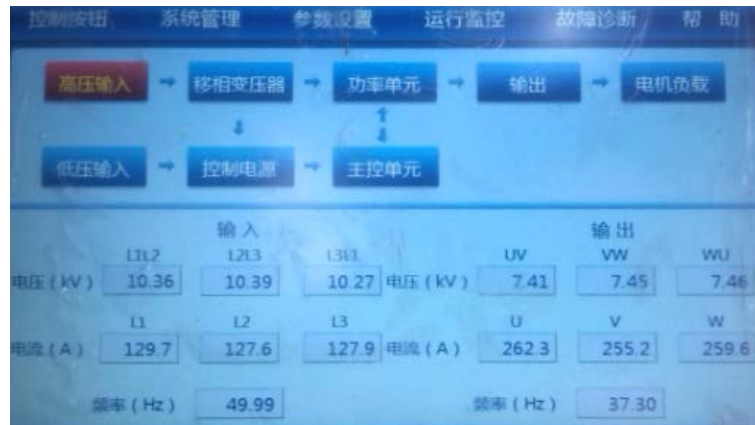 控制按钮 系统管理 参数设置 运行监控 故障诊断 帮 助
高压输入 移相变压器 功率单元 输出 电机负载
低压输入 控制电源 主控单元
输入 输出
L1L2 L2L3 L3L1 UV VW WU
电压(kV) 10.36 10.39 10.27 电压(kV) 7.41 7.45 7.46
L1 L2 L3 U V W
电流(A) 129.7 127.6 127.9 电流(A) 262.3 255.2 259.6
频率(Hz) 49.99 频率(Hz) 37.30